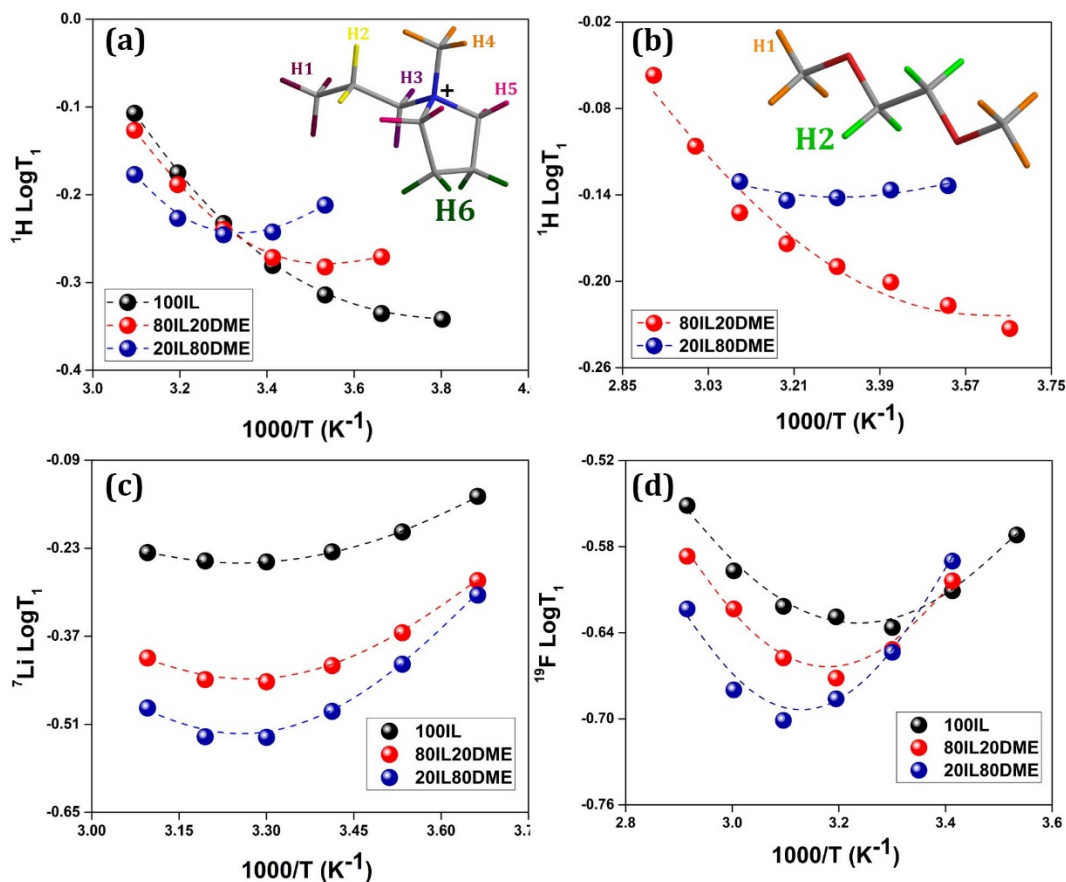 (a)
0.0
-0.1
-0.2
-0.3
-0.4
¹H LogT₁
H1
H2
H3
H4
H5
H6
+
100IL
80IL20DME
20IL80DME
3.0 3.2 3.4 3.6 3.8 4.
1000/T (K⁻¹)
(b)
-0.02
-0.08
-0.14
-0.20
-0.26
¹H LogT₁
H1
H2
80IL20DME
20IL80DME
2.85 3.03 3.21 3.39 3.57 3.75
1000/T (K⁻¹)
(c)
-0.09
-0.23
-0.37
-0.51
-0.65
⁷Li LogT₁
100IL
80IL20DME
20IL80DME
3.00 3.15 3.30 3.45 3.60 3.7
1000/T (K⁻¹)
(d)
-0.52
-0.58
-0.64
-0.70
-0.76
¹⁹F LogT₁
100IL
80IL20DME
20IL80DME
2.8 3.0 3.2 3.4 3.6
1000/T (K⁻¹)